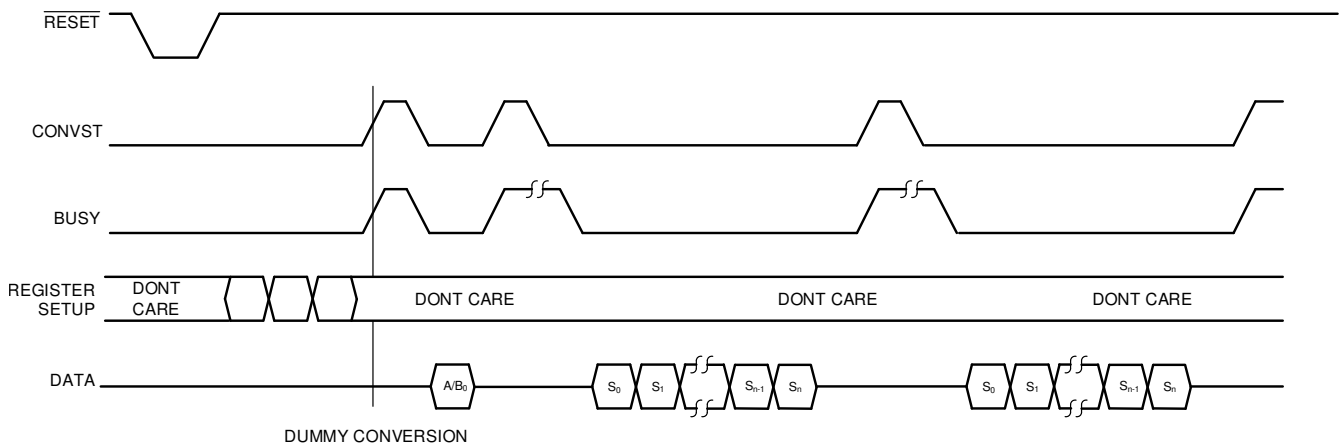 RESET
CONVST
BUSY
REGISTER
SETUP
DONT
CARE
DONT CARE
DONT CARE
DONT CARE
DATA
A/B₀
S₀
S₁
Sₙ₋₁
Sₙ
S₀
S₁
Sₙ₋₁
Sₙ
DUMMY CONVERSION